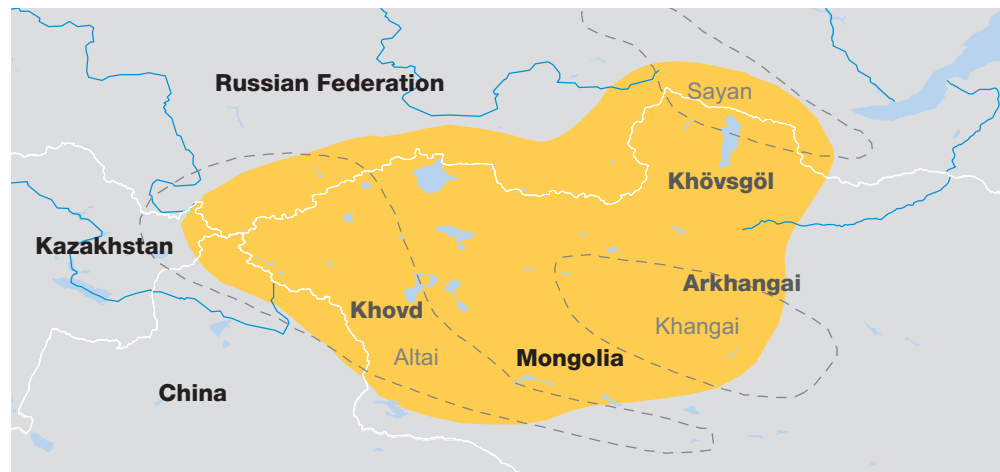 Russian Federation
Sayan
Khövsgöl
Kazakhstan
Arkhangai
Khovd
Khangai
Altai
Mongolia
China